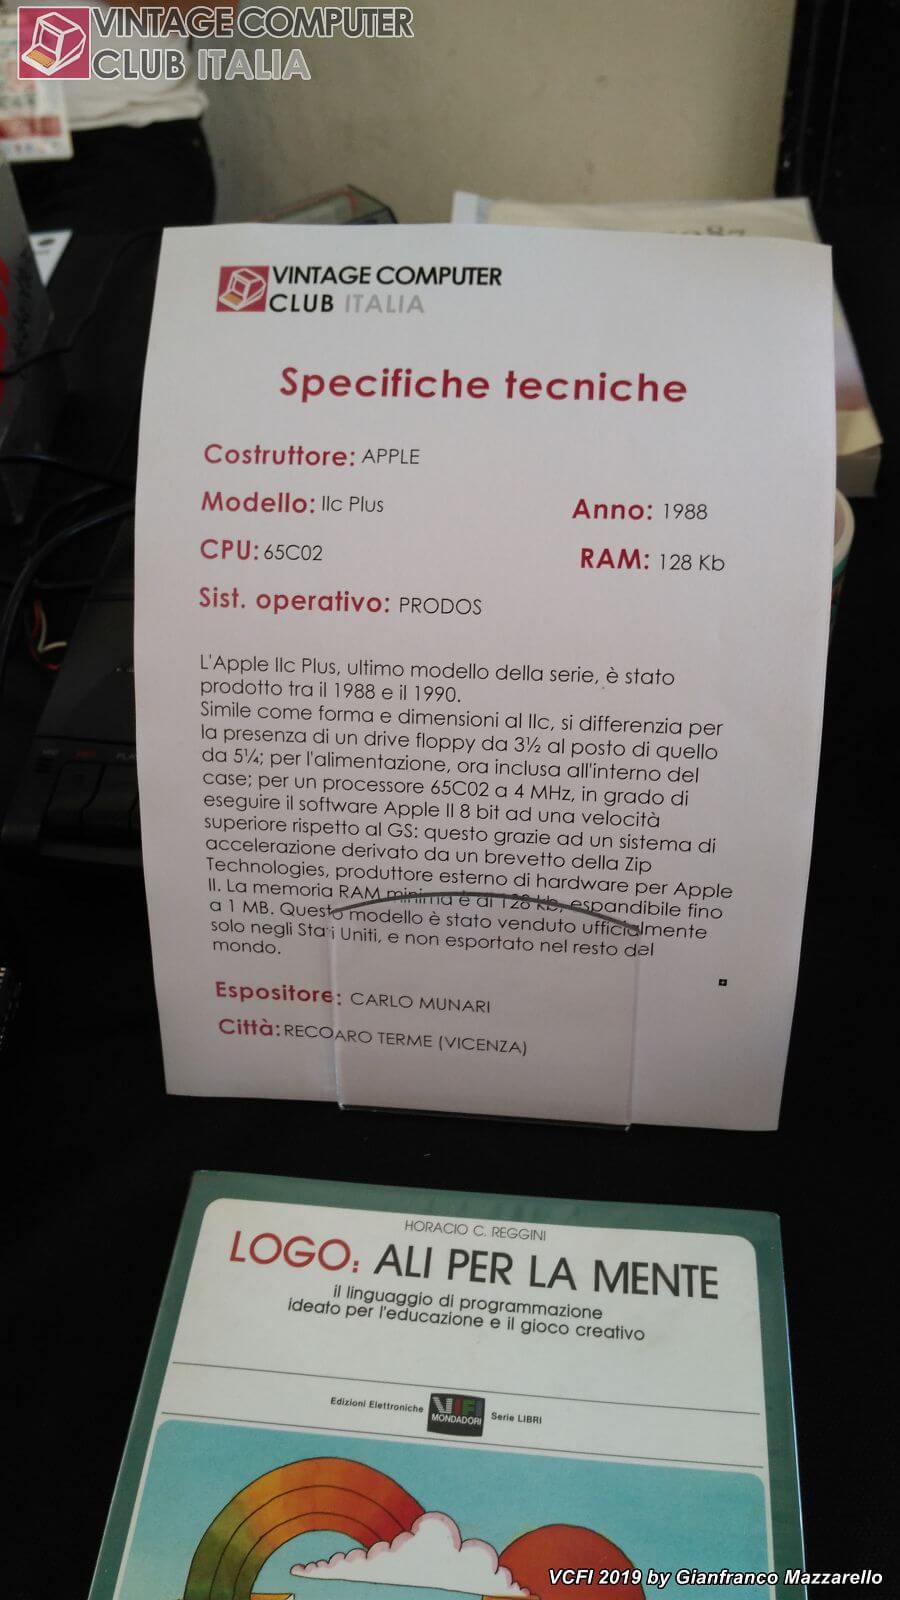 VINTAGE COMPUTER
CLUB ITALIA
VINTAGE COMPUTER
CLUB ITALIA
Specifiche tecniche
Costruttore: APPLE
Modello: IIc Plus Anno: 1988
CPU: 65C02 RAM: 128 Kb
Sist. operativo: PRODOS
L'Apple IIc Plus, ultimo modello della serie, è stato
prodotto tra il 1988 e il 1990.
Simile come forma e dimensioni al IIc, si differenzia per
la presenza di un drive floppy da 3½ al posto di quello
da 5¼; per l'alimentazione, ora inclusa all'interno del
case; per un processore 65C02 a 4 MHz, in grado di
eseguire il software Apple II 8 bit ad una velocità
superiore rispetto al GS: questo grazie ad un sistema di
accelerazione derivato da un brevetto della Zip
Technologies, produttore esterno di hardware per Apple
II. La memoria RAM minima è di 128 kb, espandibile fino
a 1 MB. Questo modello è stato venduto ufficialmente
solo negli Stati Uniti, e non esportato nel resto del
mondo.
Espositore: CARLO MUNARI
Città: RECOARO TERME (VICENZA)
HORACIO C. REGGINI
LOGO: ALI PER LA MENTE
il linguaggio di programmazione
ideato per l'educazione e il gioco creativo
Edizioni Elettroniche MONDADORI Serie LIBRI
VCFI 2019 by Gianfranco Mazzarello